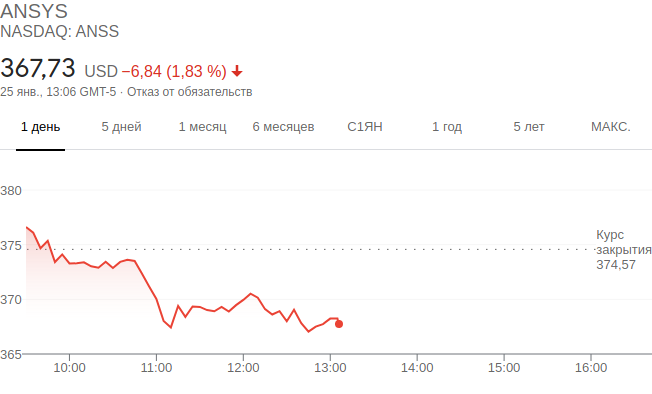 ANSYS
NASDAQ: ANSS
367,73 USD −6,84 (1,83 %)
25 янв., 13:06 GMT-5 · Отказ от обязательств
1 день 5 дней 1 месяц 6 месяцев С1ЯН 1 год 5 лет МАКС.
380
375
370
365
Курс
закрытия
374,57
10:00 11:00 12:00 13:00 14:00 15:00 16:00